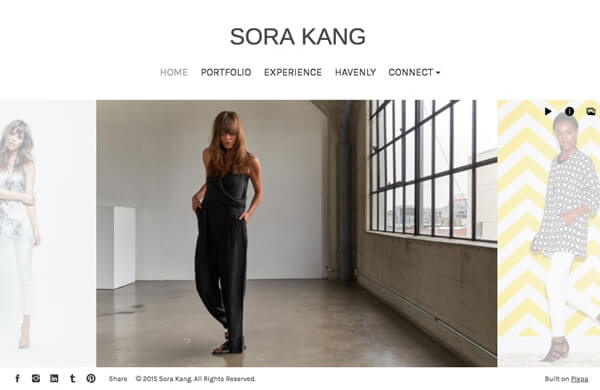 SORA KANG
HOME PORTFOLIO EXPERIENCE HAVENLY CONNECT
Share © 2015 Sora Kang. All Rights Reserved. Built on Pixpa